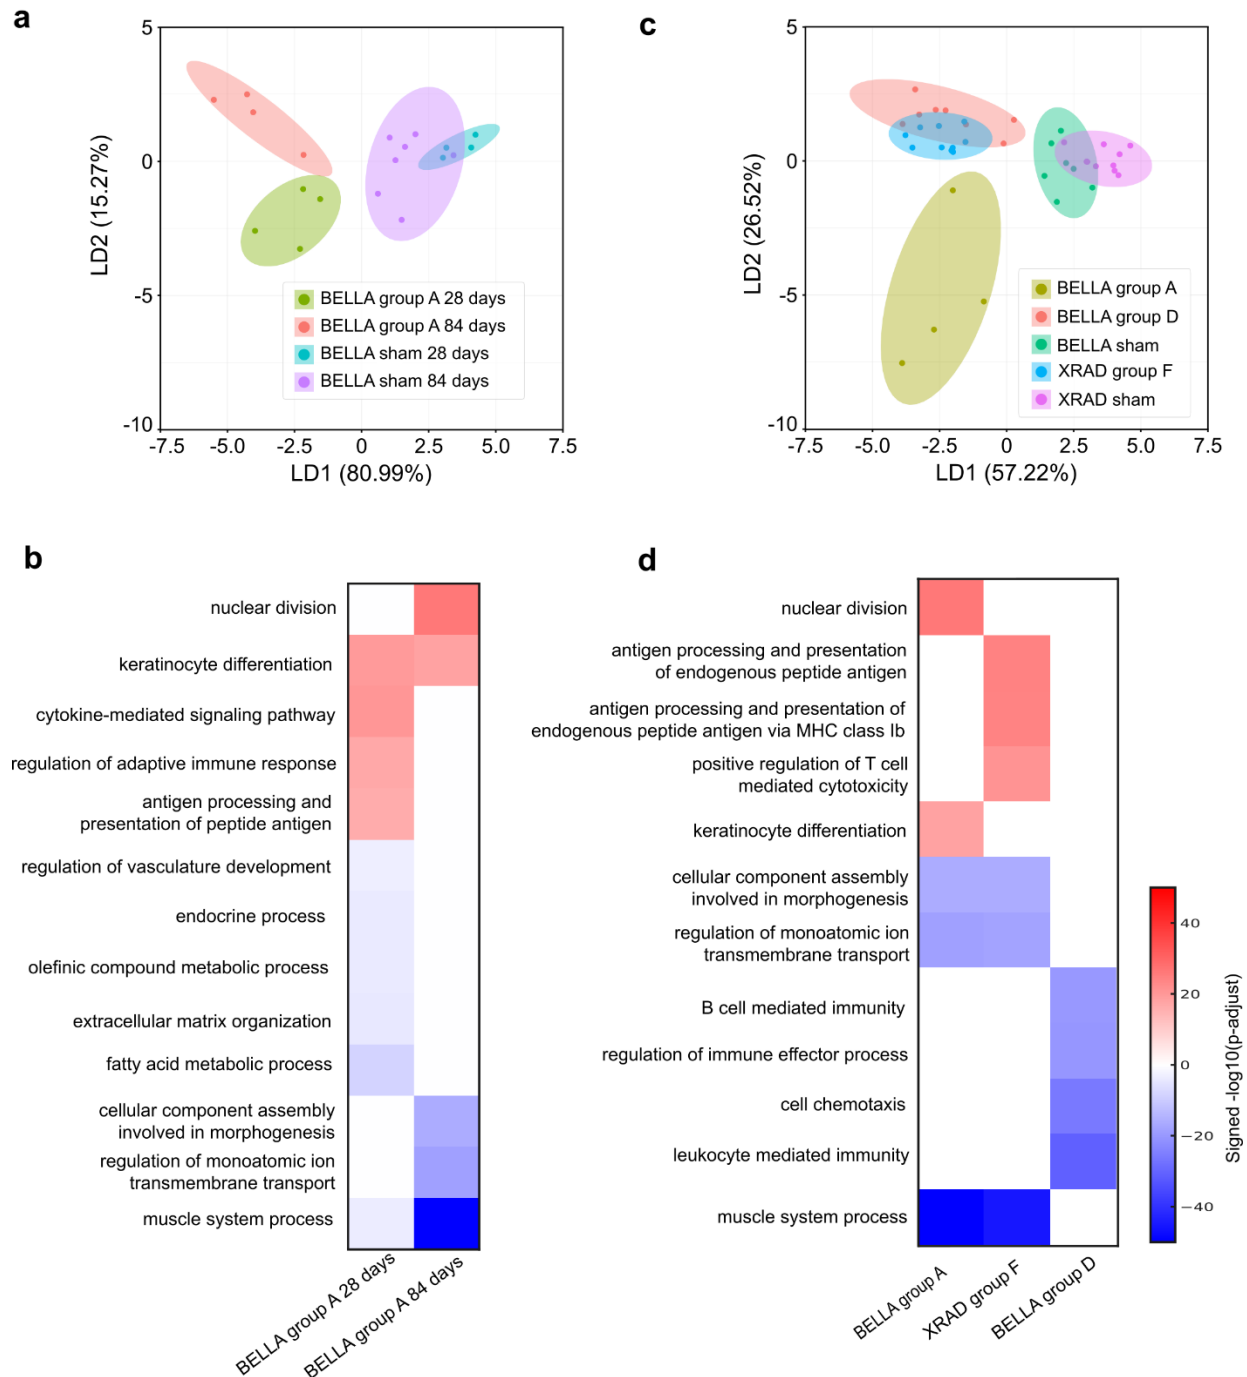 a
5
0
-5
-10
-7.5
-5.0
-2.5
0
2.5
5.0
7.5
LD2 (15.27%)
LD1 (80.99%)
BELLA group A 28 days
BELLA group A 84 days
BELLA sham 28 days
BELLA sham 84 days
c
5
0
-5
-10
-7.5
-5.0
-2.5
0
2.5
5.0
7.5
LD2 (26.52%)
LD1 (57.22%)
BELLA group A
BELLA group D
BELLA sham
XRAD group F
XRAD sham
b
nuclear division
keratinocyte differentiation
cytokine-mediated signaling pathway
regulation of adaptive immune response
antigen processing and
presentation of peptide antigen
regulation of vasculature development
endocrine process
olefinic compound metabolic process
extracellular matrix organization
fatty acid metabolic process
cellular component assembly
involved in morphogenesis
regulation of monoatomic ion
transmembrane transport
muscle system process
BELLA group A 28 days
BELLA group A 84 days
d
nuclear division
antigen processing and presentation
of endogenous peptide antigen
antigen processing and presentation of
endogenous peptide antigen via MHC class Ib
positive regulation of T cell
mediated cytotoxicity
keratinocyte differentiation
cellular component assembly
involved in morphogenesis
regulation of monoatomic ion
transmembrane transport
B cell mediated immunity
regulation of immune effector process
cell chemotaxis
leukocyte mediated immunity
muscle system process
BELLA group A
XRAD group F
BELLA group D
40
20
0
−20
−40
Signed -log10(p-adjust)